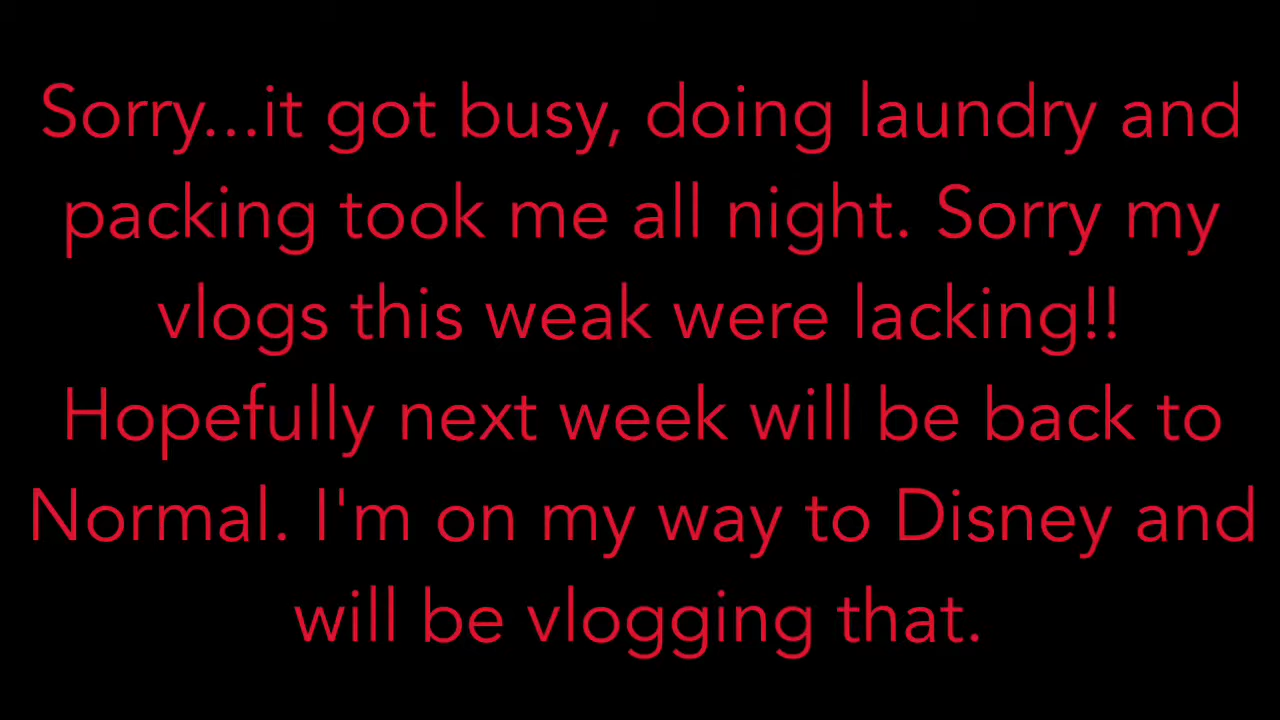 Sorry...it got busy, doing laundry and
packing took me all night. Sorry my
vlogs this weak were lacking!!
Hopefully next week will be back to
Normal. I'm on my way to Disney and
will be vlogging that.